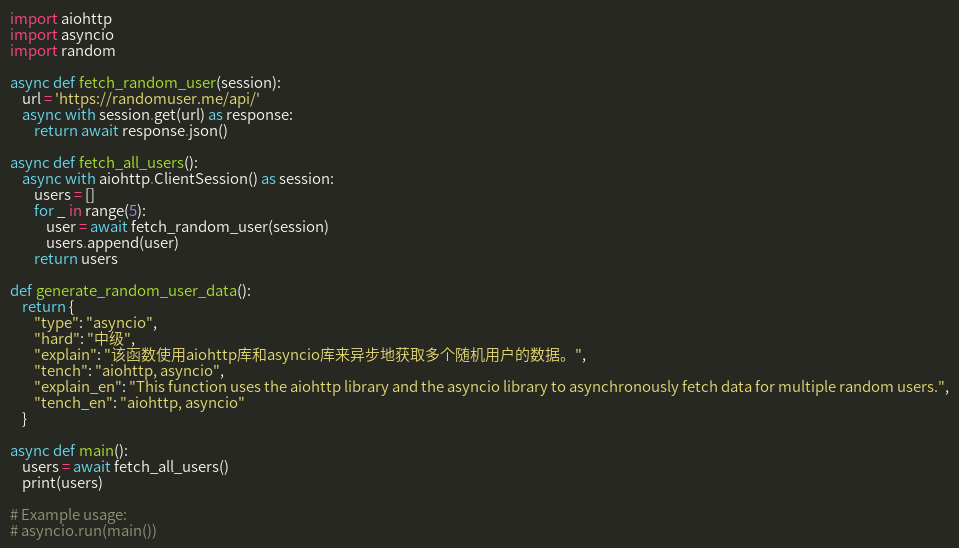 import aiohttp
import asyncio
import random

async def fetch_random_user(session):
    url = 'https://randomuser.me/api/'
    async with session.get(url) as response:
        return await response.json()

async def fetch_all_users():
    async with aiohttp.ClientSession() as session:
        users = []
        for _ in range(5):
            user = await fetch_random_user(session)
            users.append(user)
        return users

def generate_random_user_data():
    return {
        "type": "asyncio",
        "hard": "中级",
        "explain": "该函数使用aiohttp库和asyncio库来异步地获取多个随机用户的数据。",
        "tench": "aiohttp, asyncio",
        "explain_en": "This function uses the aiohttp library and the asyncio library to asynchronously fetch data for multiple random users.",
        "tench_en": "aiohttp, asyncio"
    }

async def main():
    users = await fetch_all_users()
    print(users)

# Example usage:
# asyncio.run(main())